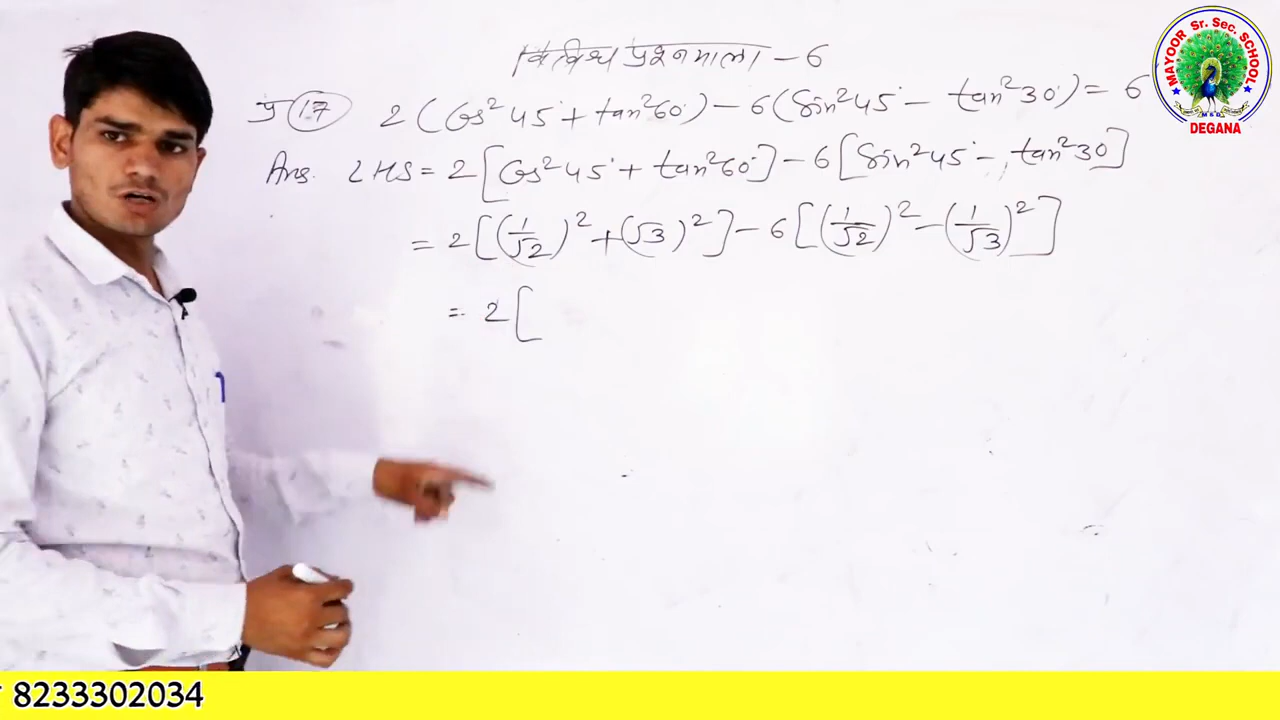 विविध प्रश्नमाला - 6
प्र 17 2(Cos²45° + tan²60°) - 6(Sin²45° - tan²30°) = 6
Ans. LHS = 2[Cos²45° + tan²60°] - 6[Sin²45° - tan²30°]
= 2[(1/√2)² + (√3)²] - 6[(1/√2)² - (1/√3)²]
= 2[
MAYOOR Sr. Sec. SCHOOL
DEGANA
8233302034